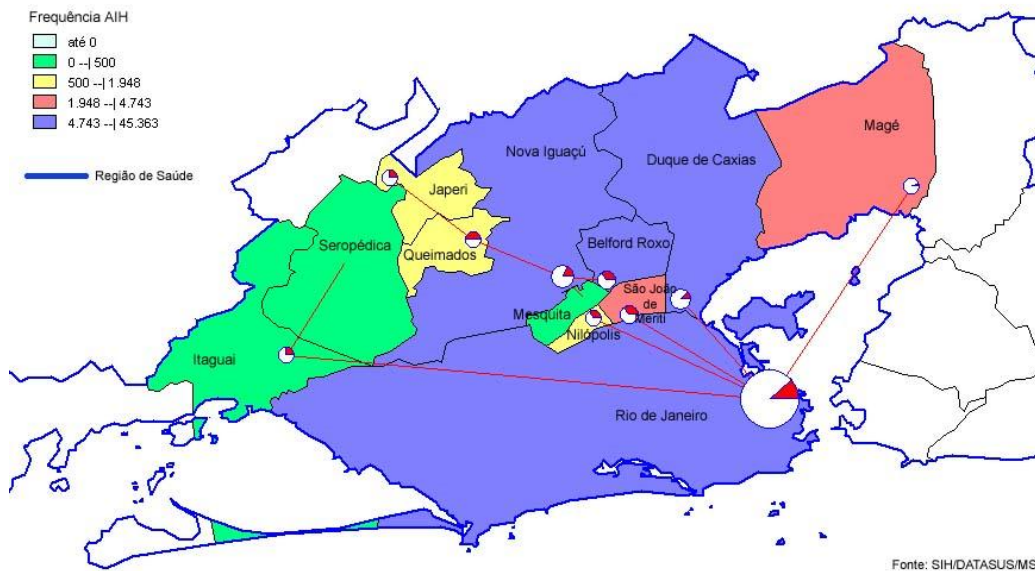 Frequência AIH
até 0
0 --| 500
500 --| 1.948
1.948 --| 4.743
4.743 --| 45.363
Região de Saúde
Magé
Nova Iguaçú
Duque de Caxias
Japeri
Seropédica
Belford Roxo
Queimados
São João
de
Meriti
Mesquita
Nilópolis
Itaguai
Rio de Janeiro
Fonte: SIH/DATASUS/MS